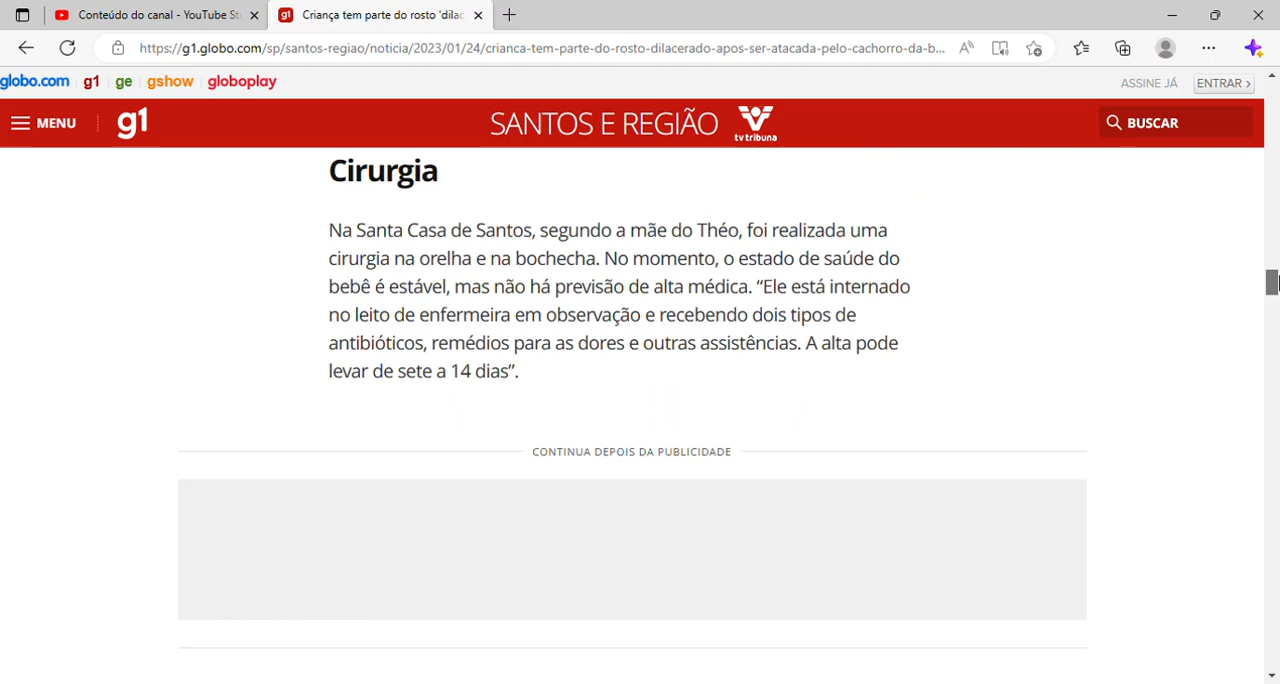 Conteúdo do canal - YouTube St
Criança tem parte do rosto 'dilac
https://g1.globo.com/sp/santos-regiao/noticia/2023/01/24/crianca-tem-parte-do-rosto-dilacerado-apos-ser-atacada-pelo-cachorro-da-b...
globo.com g1 ge gshow globoplay
ASSINE JÁ ENTRAR ›
MENU g1 SANTOS E REGIÃO tv tribuna BUSCAR
Cirurgia
Na Santa Casa de Santos, segundo a mãe do Théo, foi realizada uma
cirurgia na orelha e na bochecha. No momento, o estado de saúde do
bebê é estável, mas não há previsão de alta médica. “Ele está internado
no leito de enfermeira em observação e recebendo dois tipos de
antibióticos, remédios para as dores e outras assistências. A alta pode
levar de sete a 14 dias”.
CONTINUA DEPOIS DA PUBLICIDADE